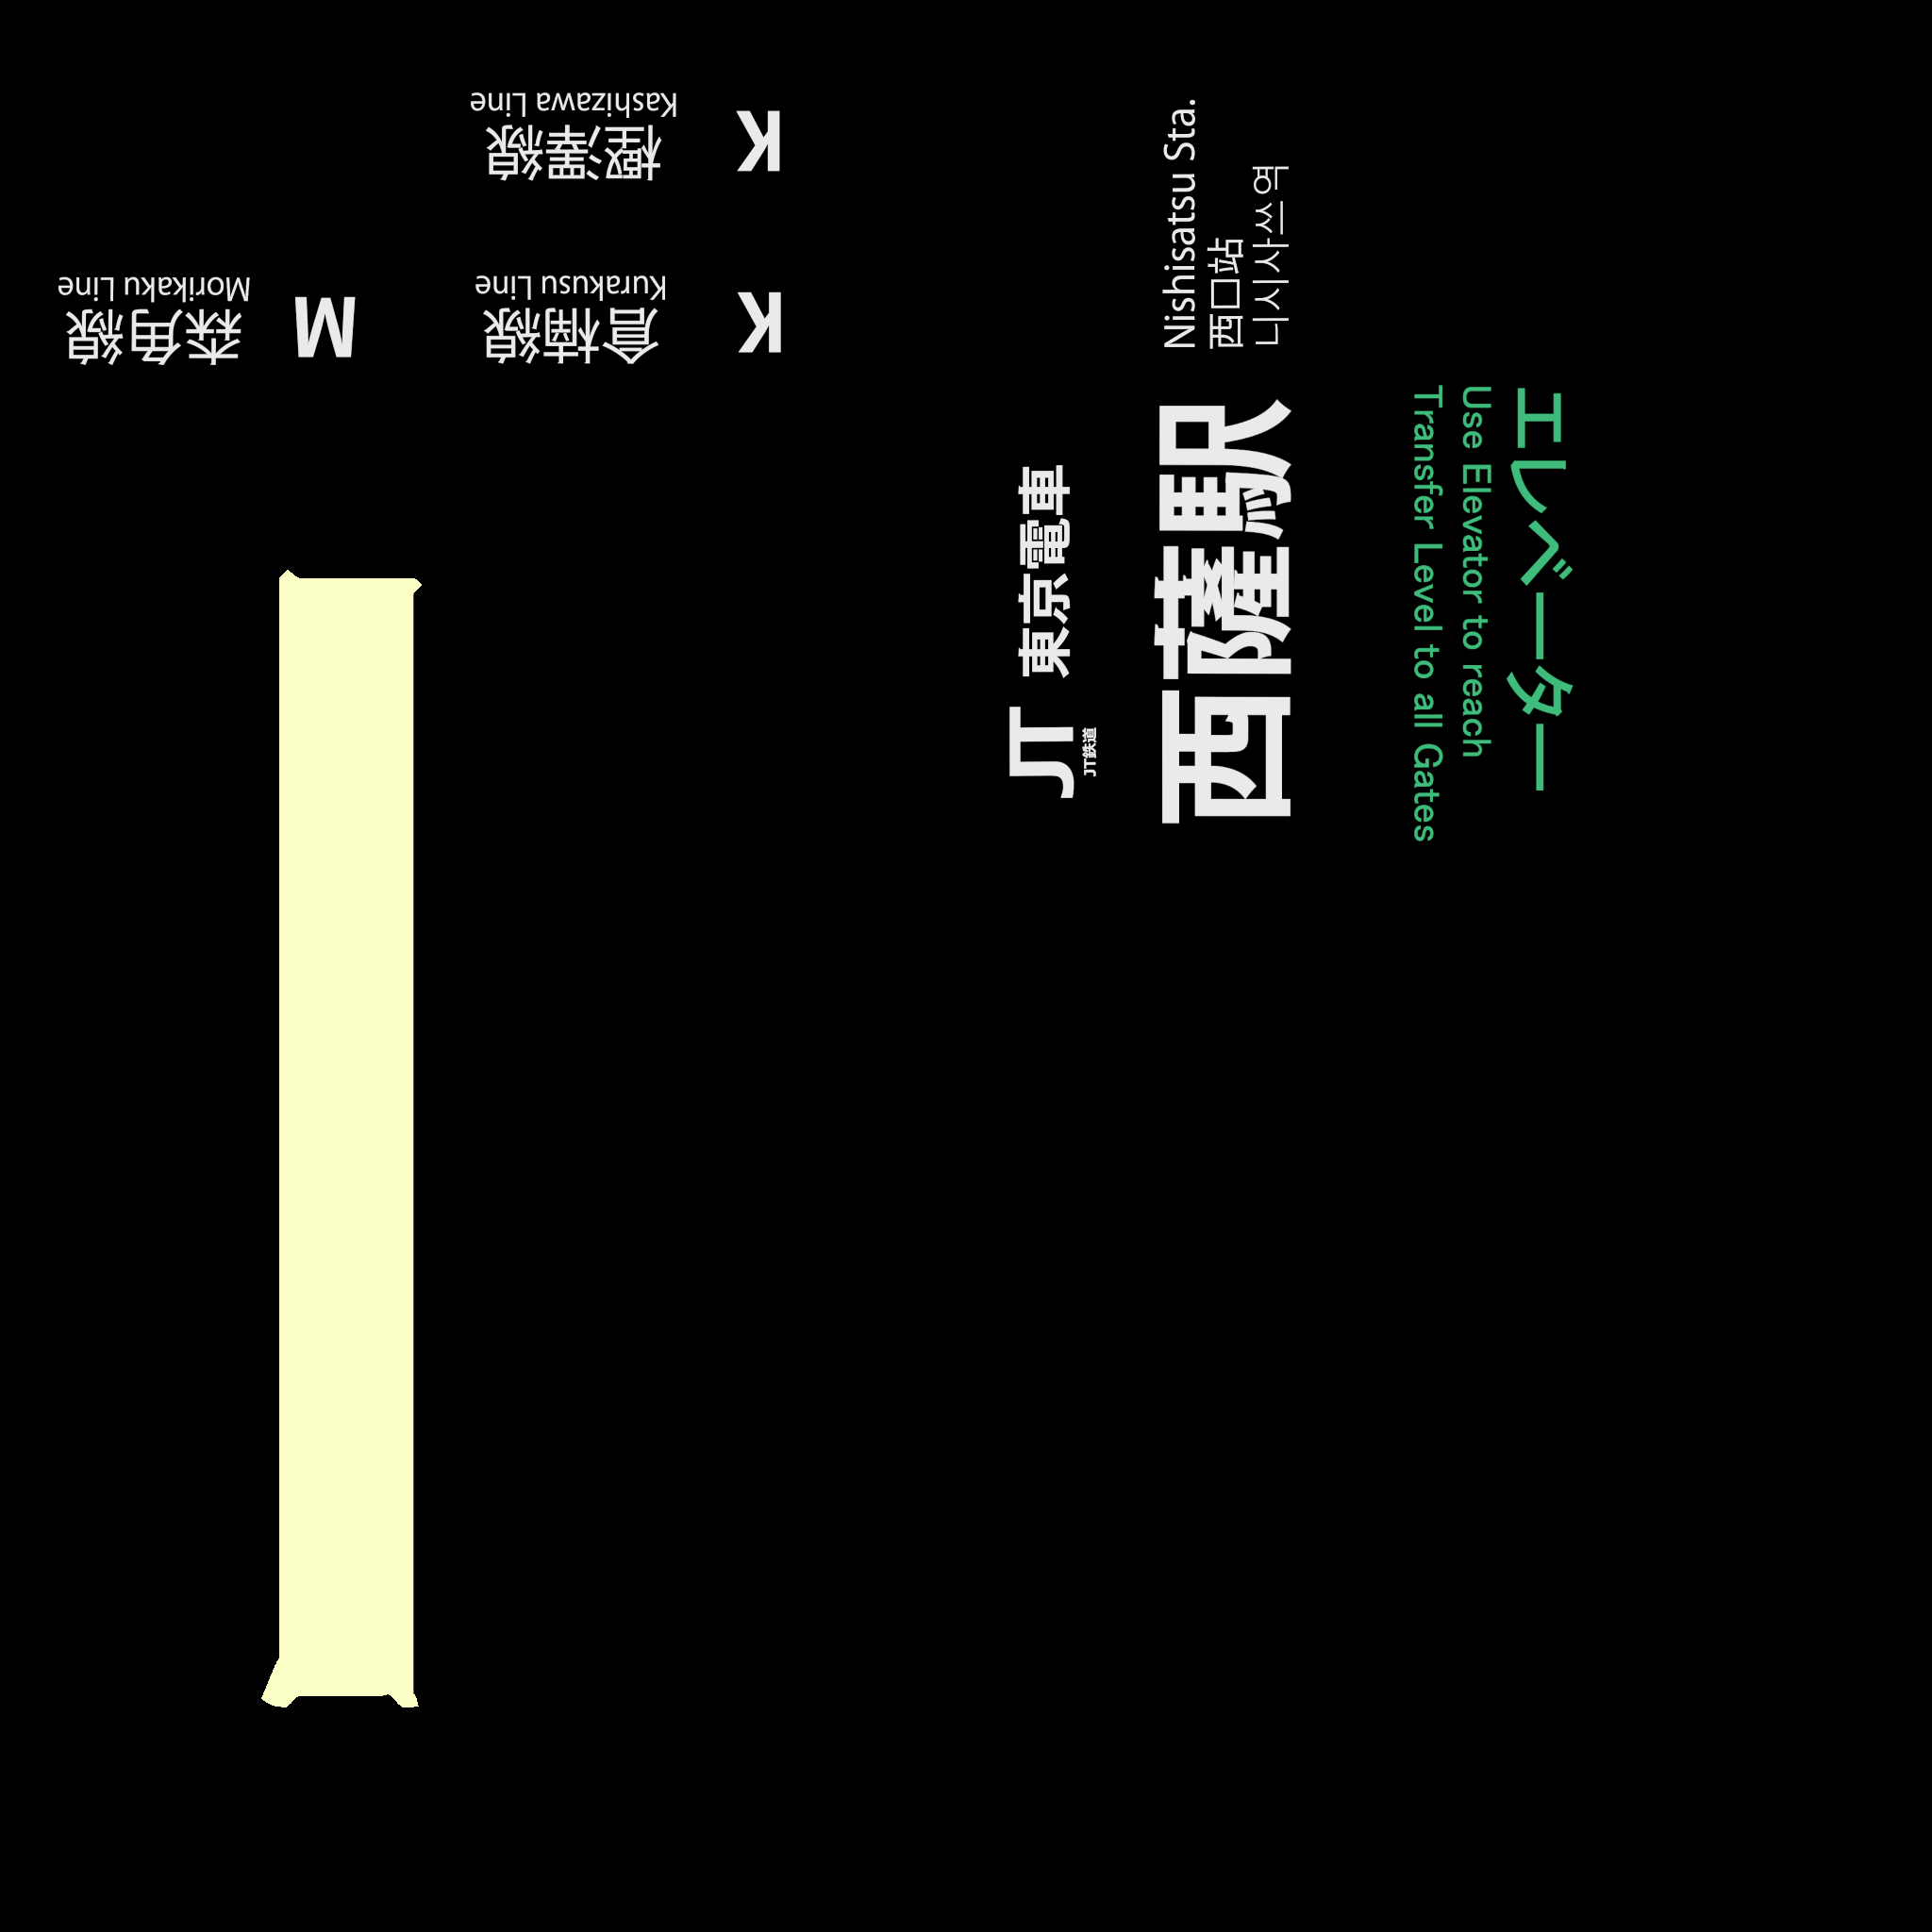 樫澤線
Kashizawa Line
K
森角線
Morikaku Line
M
倉楠線
Kurakusu Line
K
JT
JT鉄道
東京電車
西薩駅
Nishisatsu Sta.
西□站
니시사쓰역
エレベーター
Use Elevator to reach
Transfer Level to all Gates